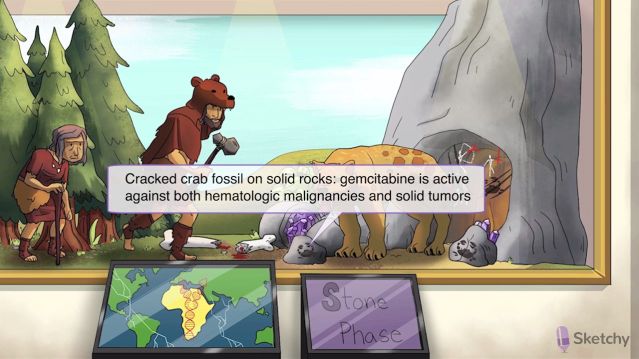 Cracked crab fossil on solid rocks: gemcitabine is active
against both hematologic malignancies and solid tumors
Stone
Phase
Sketchy